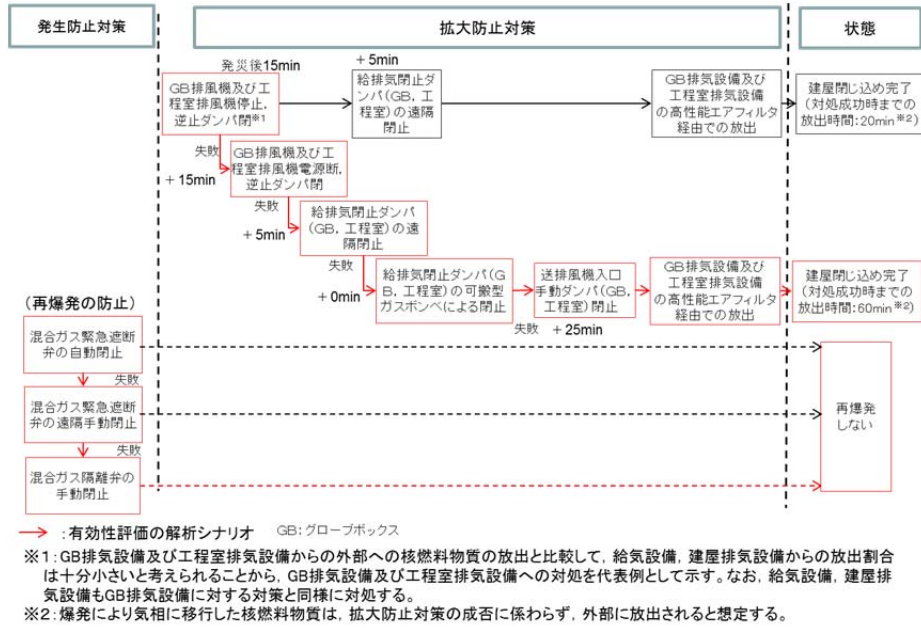 発生防止対策
拡大防止対策
状態
発災後15min
GB排風機及び工
程室排風機停止,
逆止ダンパ閉※1
+5min
給排気閉止ダ
ンパ(GB,工程
室)の遠隔
閉止
GB排気設備及び
工程室排気設備
の高性能エアフィルタ
経由での放出
建屋閉じ込め完了
(対処成功時までの
放出時間:20min※2)
失敗
+15min
GB排風機及び工
程室排風機電源断,
逆止ダンパ閉
失敗
+5min
給排気閉止ダンパ
(GB,工程室)の遠
隔閉止
失敗
+0min
給排気閉止ダンパ(G
B,工程室)の可搬型
ガスボンベによる閉止
失敗 +25min
送排風機入口
手動ダンパ(GB,
工程室)閉止
GB排気設備及び
工程室排気設備
の高性能エアフィルタ
経由での放出
建屋閉じ込め完了
(対処成功時までの
放出時間:60min※2)
(再爆発の防止)
混合ガス緊急遮断
弁の自動閉止
失敗
混合ガス緊急遮断
弁の遠隔手動閉止
失敗
混合ガス隔離弁の
手動閉止
再爆発
しない
→ :有効性評価の解析シナリオ GB:グローブボックス
※1:GB排気設備及び工程室排気設備からの外部への核燃料物質の放出と比較して,給気設備,建屋排気設備からの放出割合
は十分小さいと考えられることから,GB排気設備及び工程室排気設備への対処を代表例として示す。なお,給気設備,建屋排
気設備もGB排気設備に対する対策と同様に対処する。
※2:爆発により気相に移行した核燃料物質は,拡大防止対策の成否に係わらず,外部に放出されると想定する。